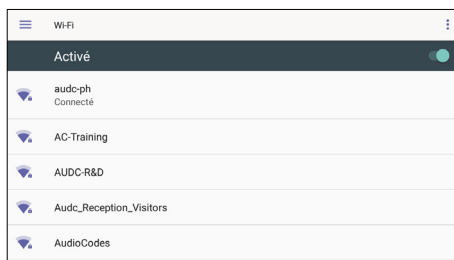 Wi-Fi
Activé
audc-ph
Connecté
AC-Training
AUDC-R&D
Audc_Reception_Visitors
AudioCodes